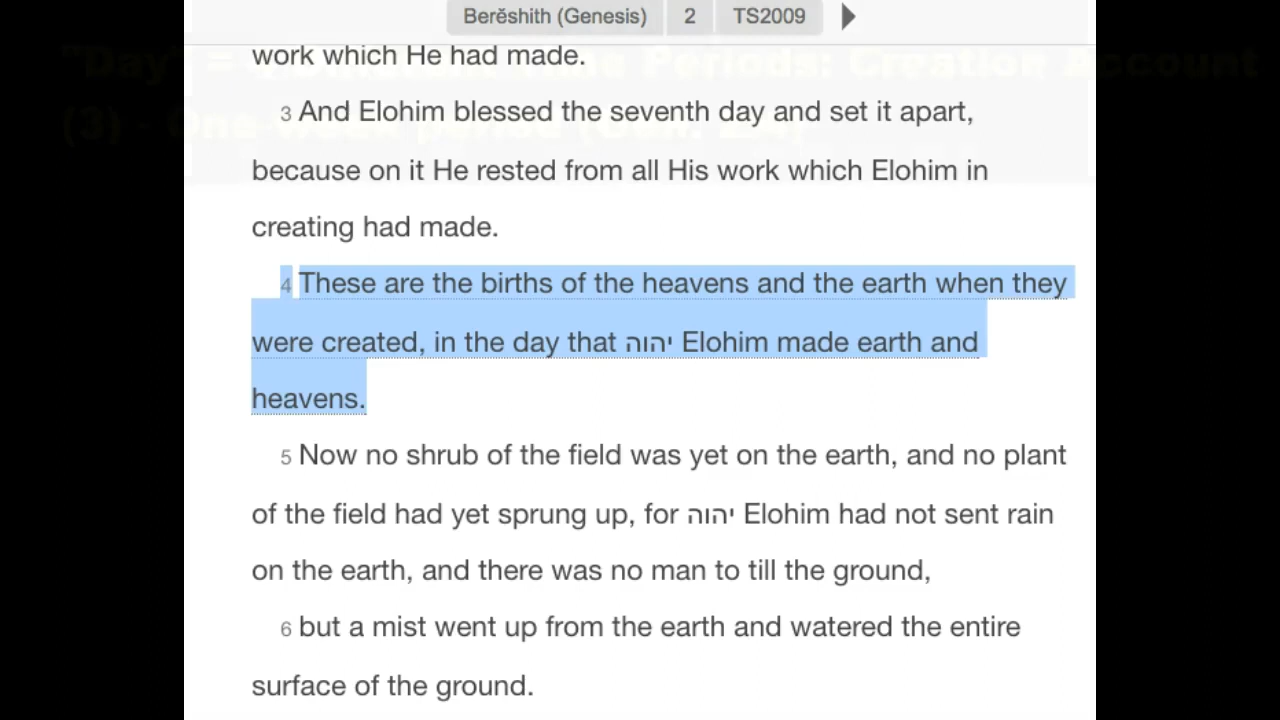 Berĕshith (Genesis) 2 TS2009
work which He had made.
3 And Elohim blessed the seventh day and set it apart,
because on it He rested from all His work which Elohim in
creating had made.
4 These are the births of the heavens and the earth when they
were created, in the day that יהוה Elohim made earth and
heavens.
5 Now no shrub of the field was yet on the earth, and no plant
of the field had yet sprung up, for יהוה Elohim had not sent rain
on the earth, and there was no man to till the ground,
6 but a mist went up from the earth and watered the entire
surface of the ground.